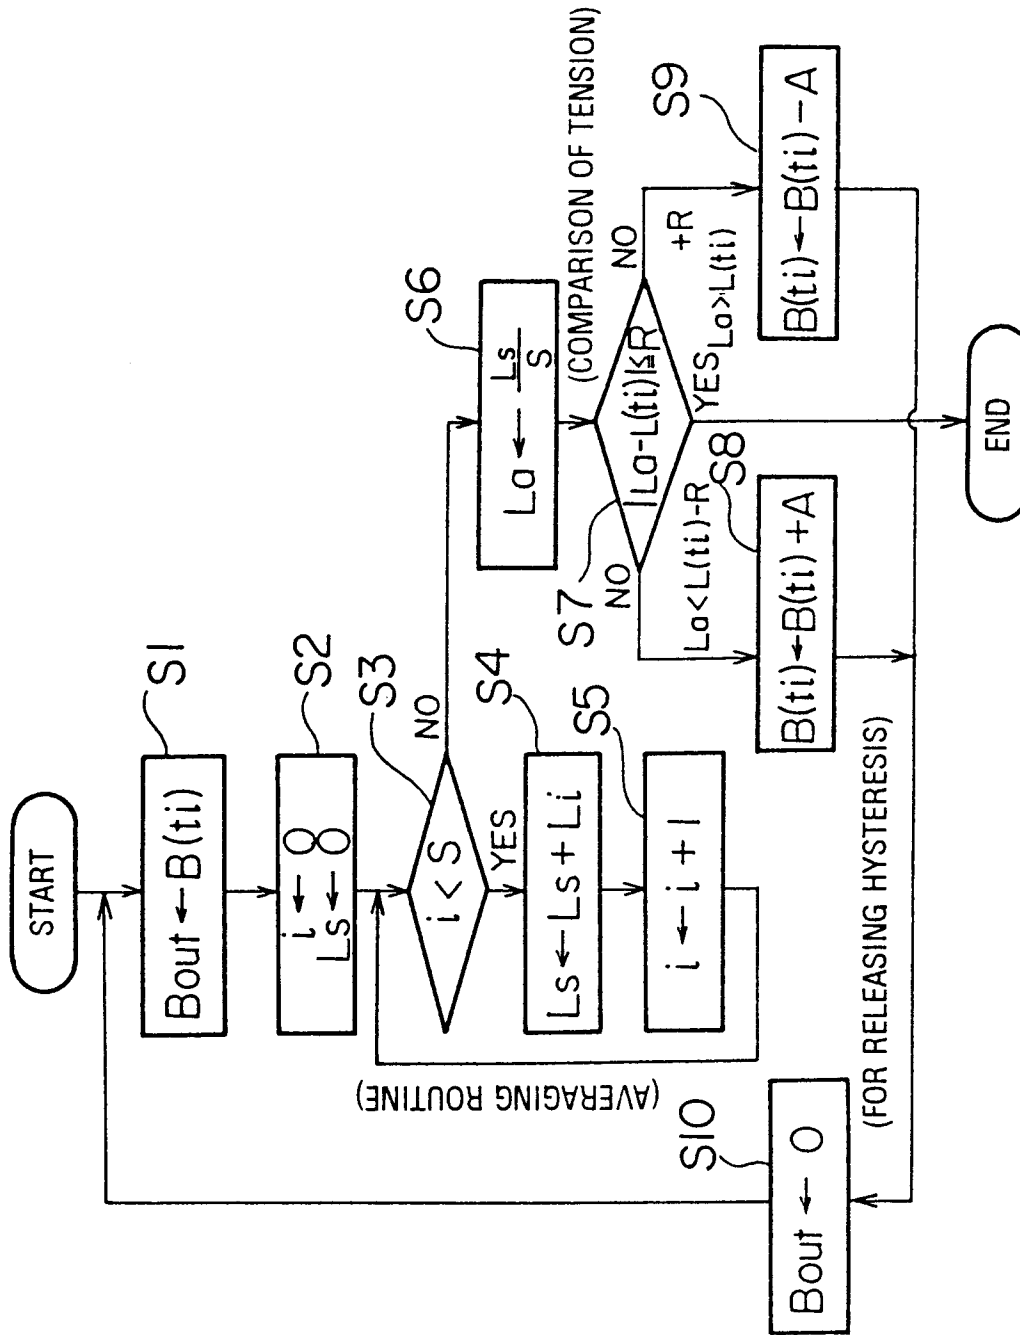 START
S1
Bout ← B(ti)
S2
i ← 0
Ls ← 0
S3
i < S
NO
YES
S4
Ls ← Ls + Li
S5
i ← i + 1
(AVERAGING ROUTINE)
S6
La ← Ls/S
(COMPARISON OF TENSION)
S7
|La-L(ti)|≦R
NO
La<L(ti)-R
YES
NO
La>L(ti)
+R
S8
B(ti) ← B(ti) + A
S9
B(ti) ← B(ti) - A
(FOR RELEASING HYSTERESIS)
S10
Bout ← 0
END